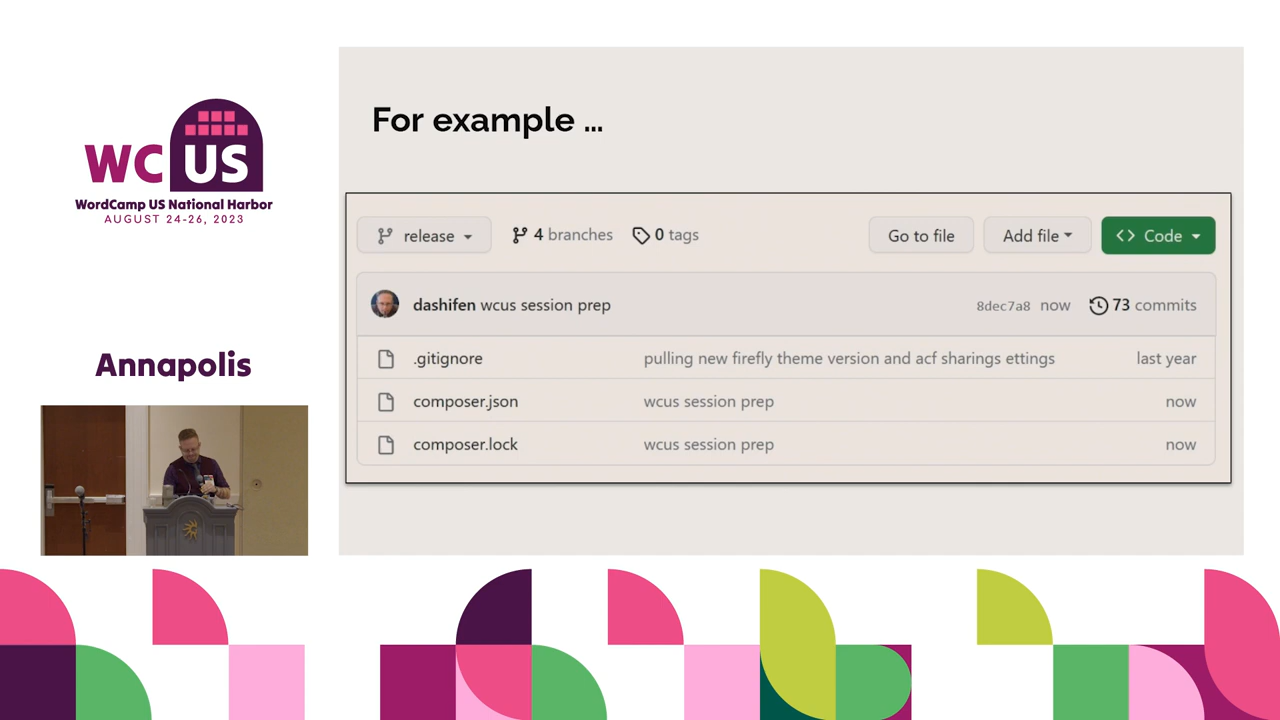 WC US
WordCamp US National Harbor
AUGUST 24-26, 2023
Annapolis
For example ...
release
4 branches
0 tags
Go to file
Add file
Code
dashifen wcus session prep
8dec7a8 now
73 commits
.gitignore
pulling new firefly theme version and acf sharings ettings
last year
composer.json
wcus session prep
now
composer.lock
wcus session prep
now